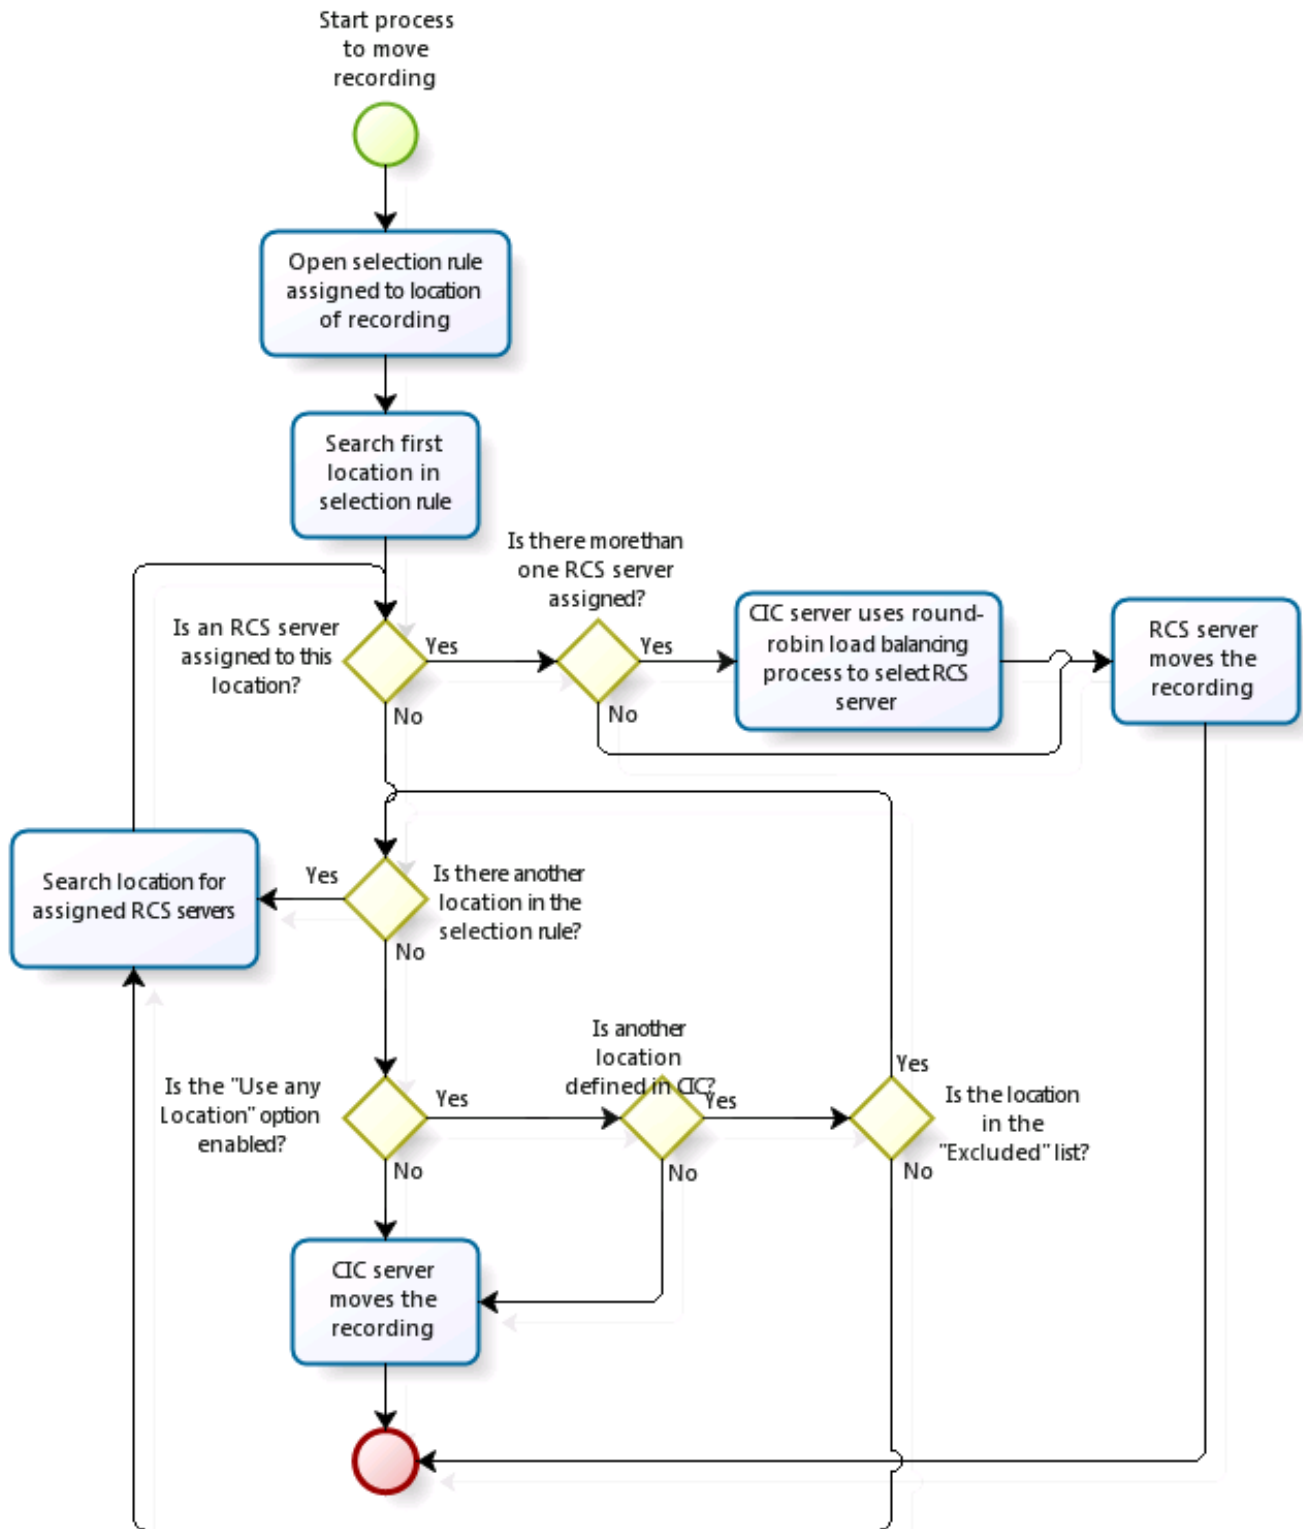 Start process
to move
recording
Open selection rule
assigned to location
of recording
Search first
location in
selection rule
Is there morethan
one RCS server
assigned?
Is an RCS server
assigned to this
location?
Yes
No
Yes
No
CIC server uses round-
robin load balancing
process to select RCS
server
RCS server
moves the
recording
Search location for
assigned RCS servers
Yes
Is there another
location in the
selection rule?
No
Is the "Use any
Location" option
enabled?
Yes
No
Is another
location
defined in CIC?
Yes
No
Yes
Is the location
in the
"Excluded" list?
No
CIC server
moves the
recording